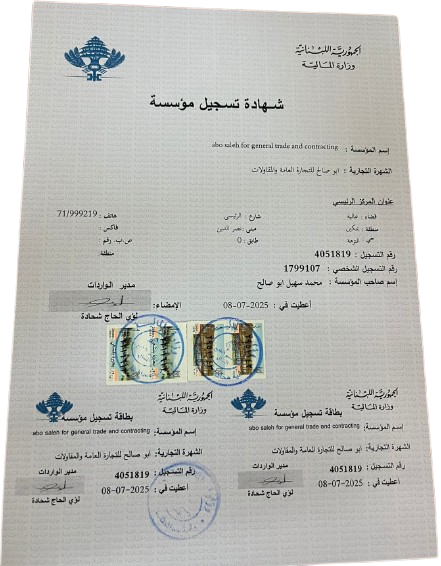 الجمهورية اللبنانية
وزارة المالية
شهادة تسجيل مؤسسة
إسم المؤسسة : abo saleh for general trade and contracting
الشهرة التجارية : ابو صالح للتجارة العامة والمقاولات
عنوان المركز الرئيسي
قضاء : عاليه شارع : الرئيسي هاتف : 71/999219
منطقة : مبنى : فاكس :
حي : طابق : 0 ص.ب. رقم :
منطقة:
رقم التسجيل : 4051819
رقم التسجيل الشخصي : 1799107
إسم صاحب المؤسسة : محمد سهيل ابو صالح
مدير الواردات
أعطيت في : 2025-07-08 الإمضاء:
لؤي الحاج شحادة
الجمهورية اللبنانية
وزارة المالية
بطاقة تسجيل مؤسسة
إسم المؤسسة : abo saleh for general trade and contracting
الشهرة التجارية : ابو صالح للتجارة العامة والمقاولات
رقم التسجيل : 4051819 مدير الواردات
أعطيت في : 2025-07-08
لؤي الحاج شحادة
الجمهورية اللبنانية
وزارة المالية
بطاقة تسجيل مؤسسة
إسم المؤسسة : abo saleh for general trade and contracting
الشهرة التجارية : ابو صالح للتجارة العامة والمقاولات
رقم التسجيل : 4051819 مدير الواردات
أعطيت في : 2025-07-08
لؤي الحاج شحادة